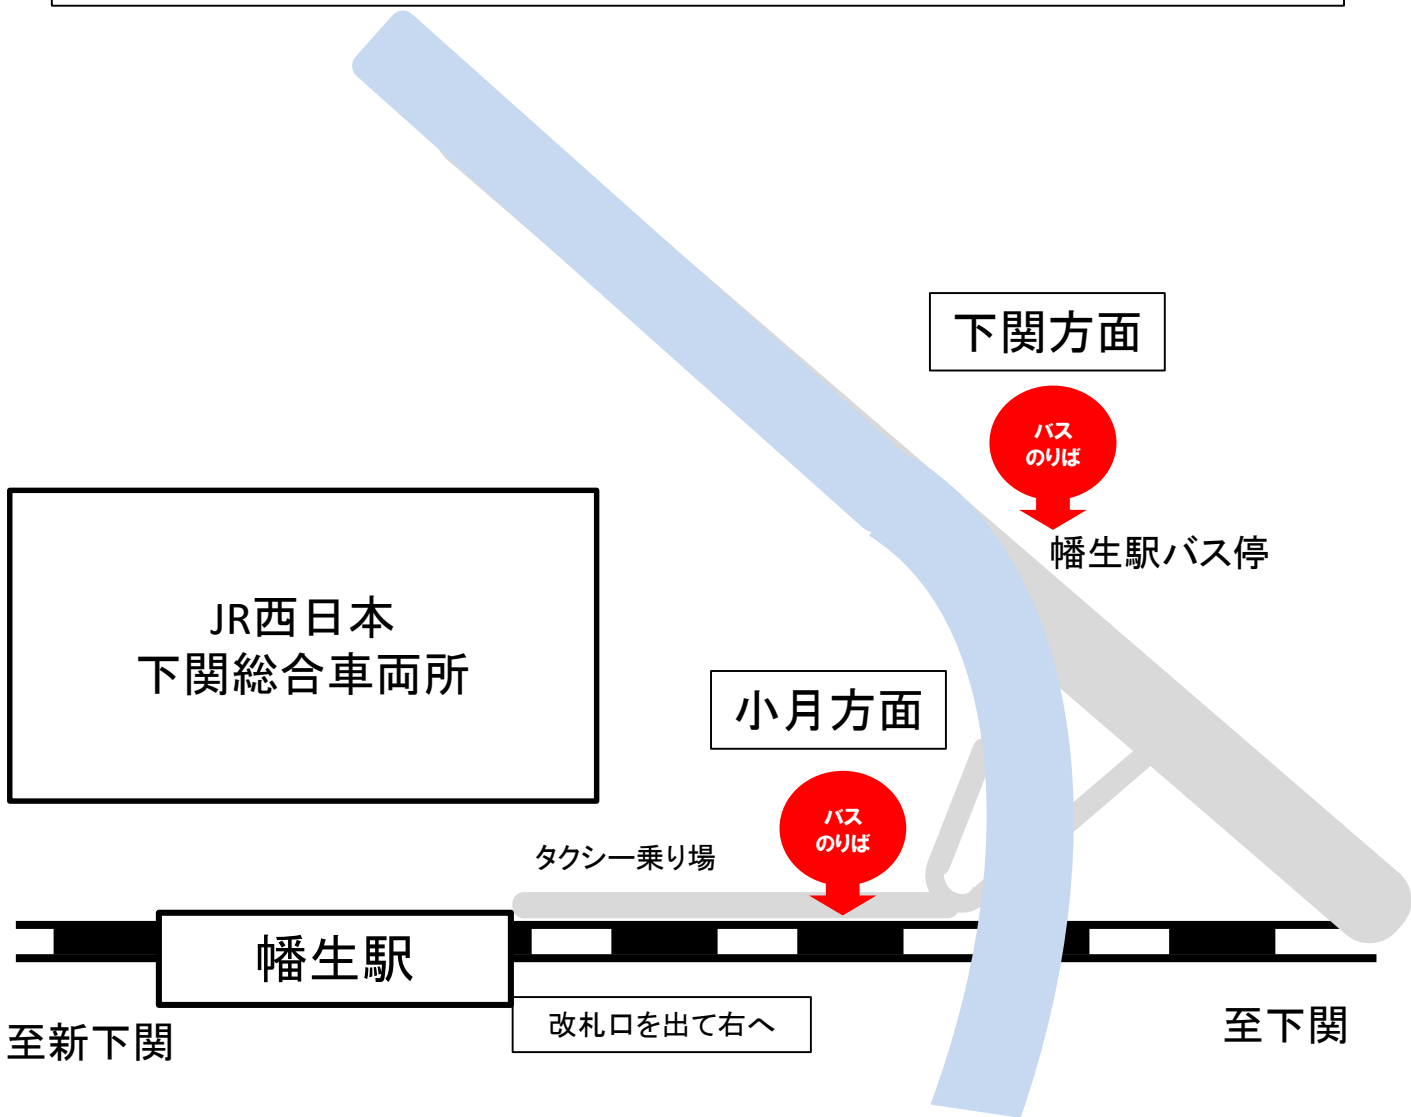 下関方面
バス
のりば
幡生駅バス停
JR西日本
下関総合車両所
小月方面
バス
のりば
タクシー乗り場
幡生駅
改札口を出て右へ
至新下関
至下関